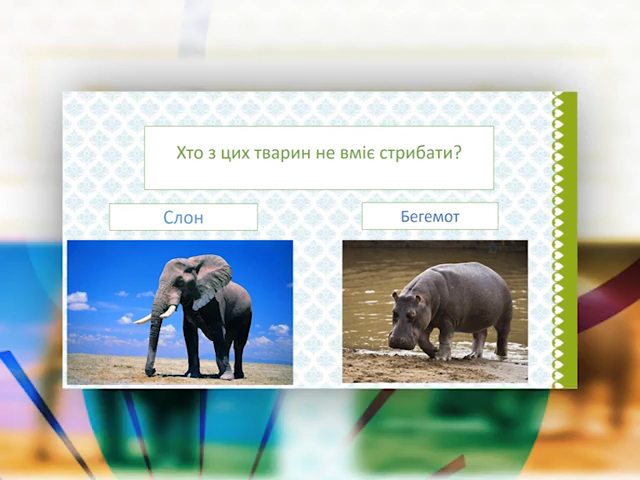 Хто з цих тварин не вміє стрибати?
Слон
Бегемот